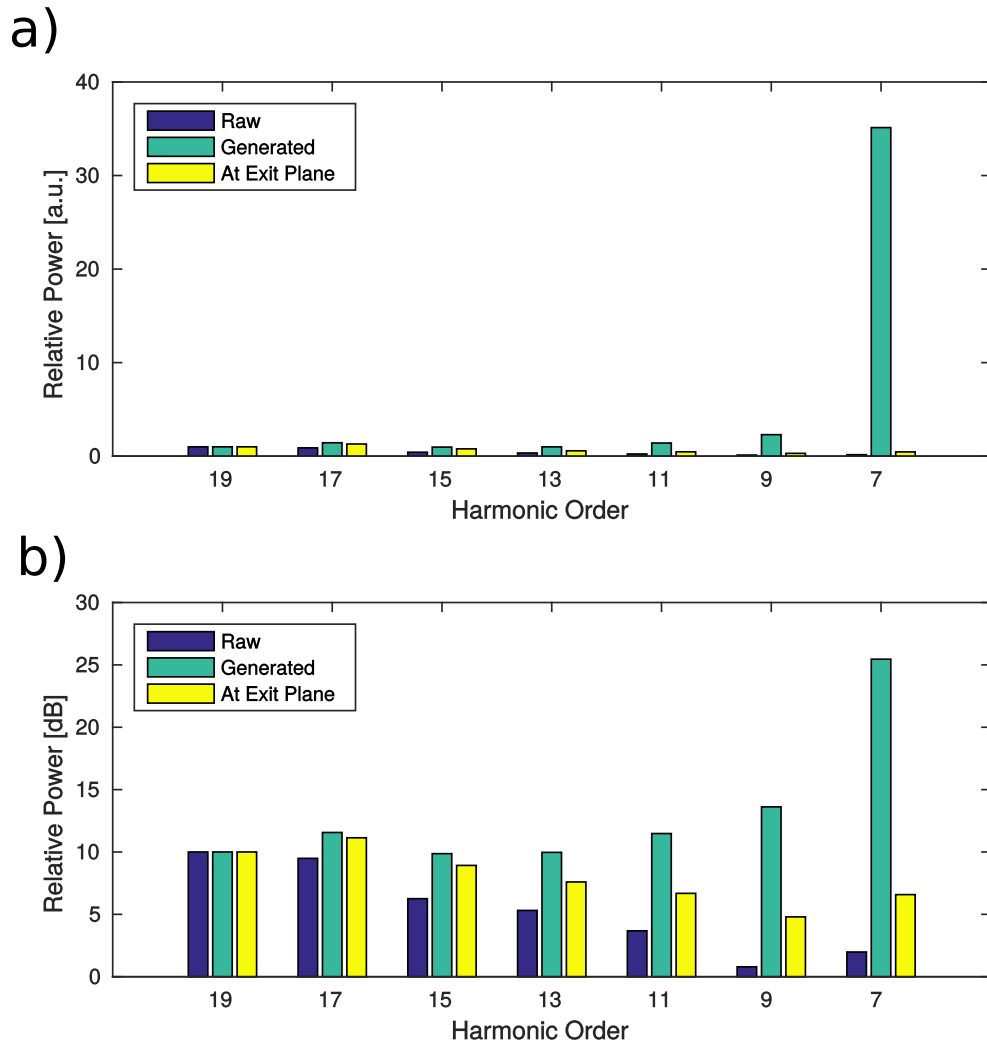 a)
40
30
20
10
0
Relative Power [a.u.]
Raw
Generated
At Exit Plane
19 17 15 13 11 9 7
Harmonic Order
b)
30
25
20
15
10
5
0
Relative Power [dB]
Raw
Generated
At Exit Plane
19 17 15 13 11 9 7
Harmonic Order